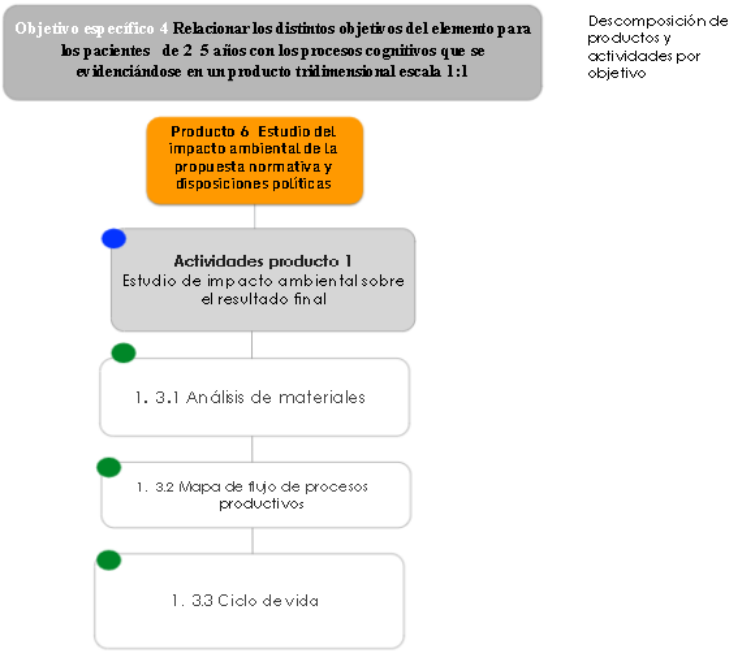 Objetivo específico 4 Relacionar los distintos objetivos del elemento para
los pacientes de 2 5 años con los procesos cognitivos que se
evidenciándose en un producto tridimensional escala 1:1
Descomposición de
productos y
actividades por
objetivo
Producto 6 Estudio del
impacto ambiental de la
propuesta normativa y
disposiciones políticas
Actividades producto 1
Estudio de impacto ambiental sobre
el resultado final
1. 3.1 Análisis de materiales
1. 3.2 Mapa de flujo de procesos
productivos
1. 3.3 Ciclo de vida